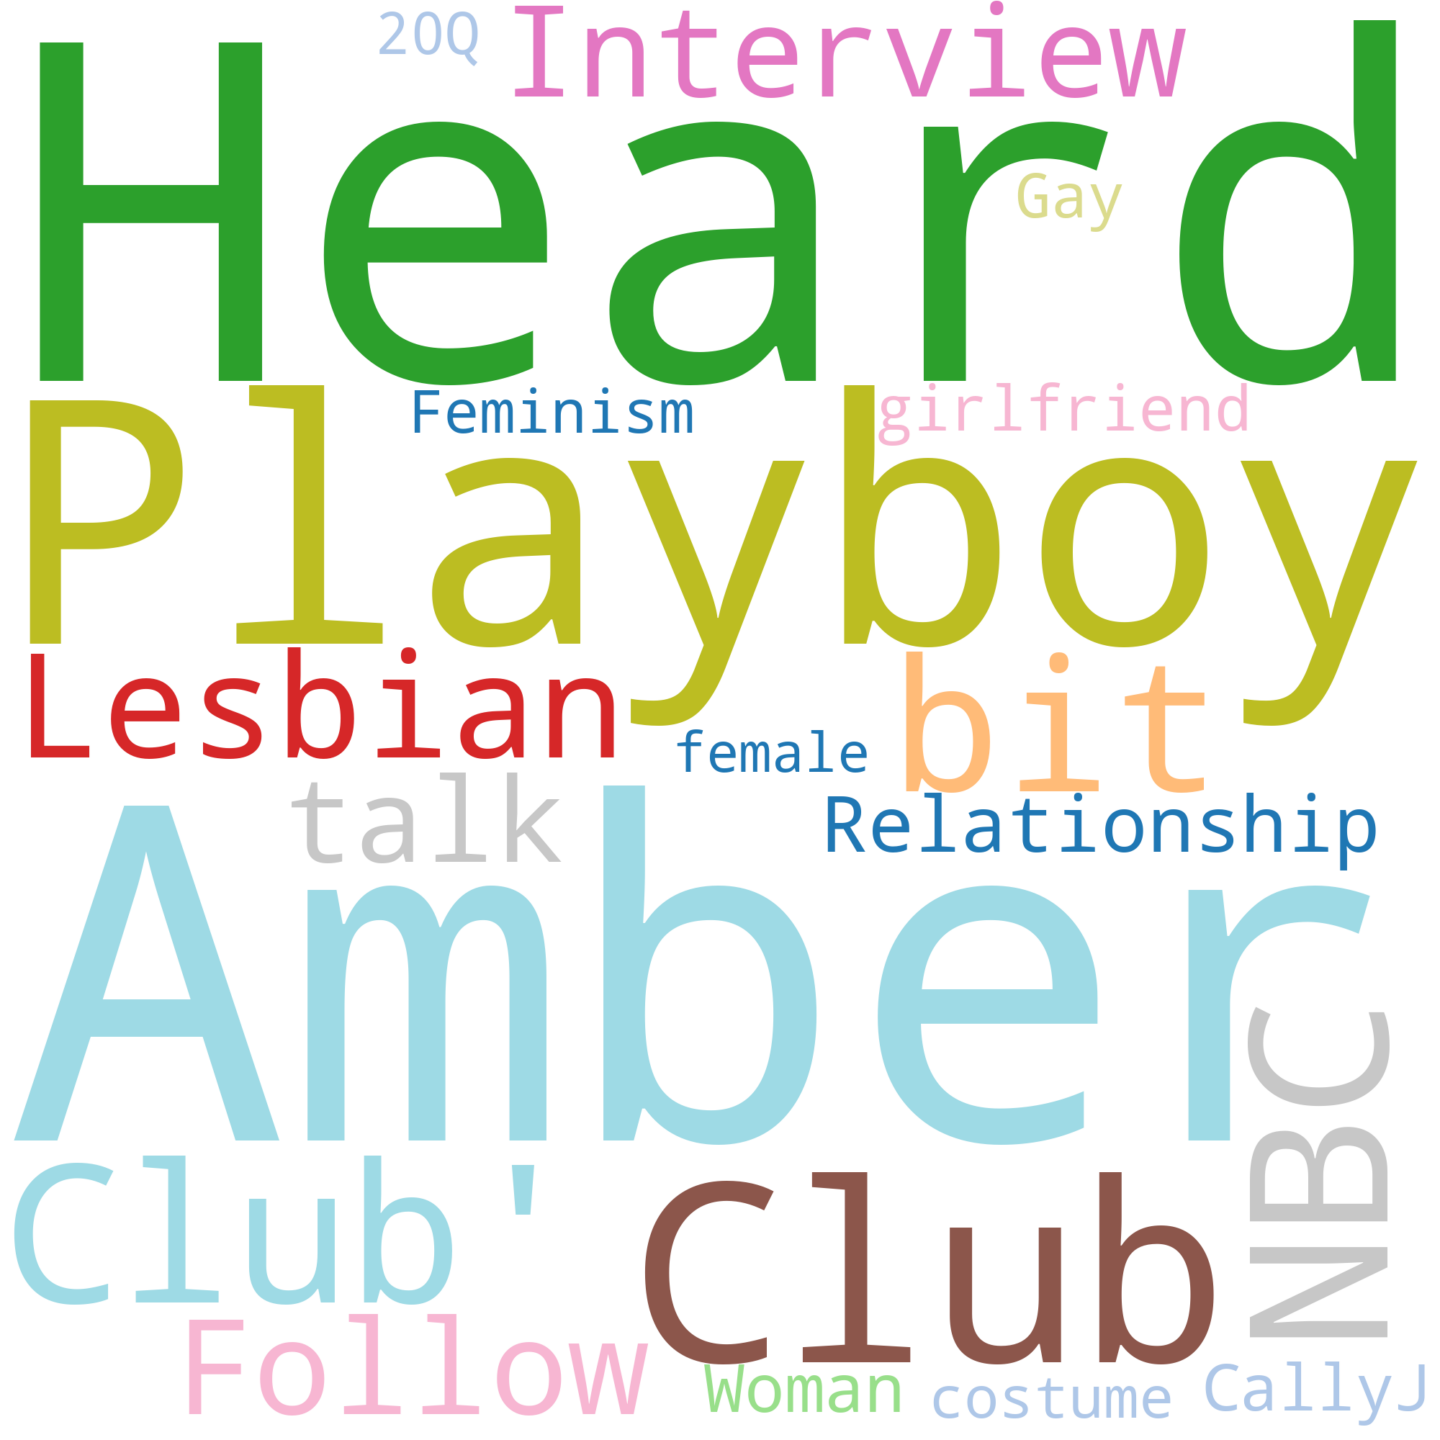 20Q Interview
Heard
Gay
Feminism girlfriend
Playboy
Lesbian bit
female
talk Relationship
Amber
NBC
Club' Club
Follow
Woman costume CallyJ